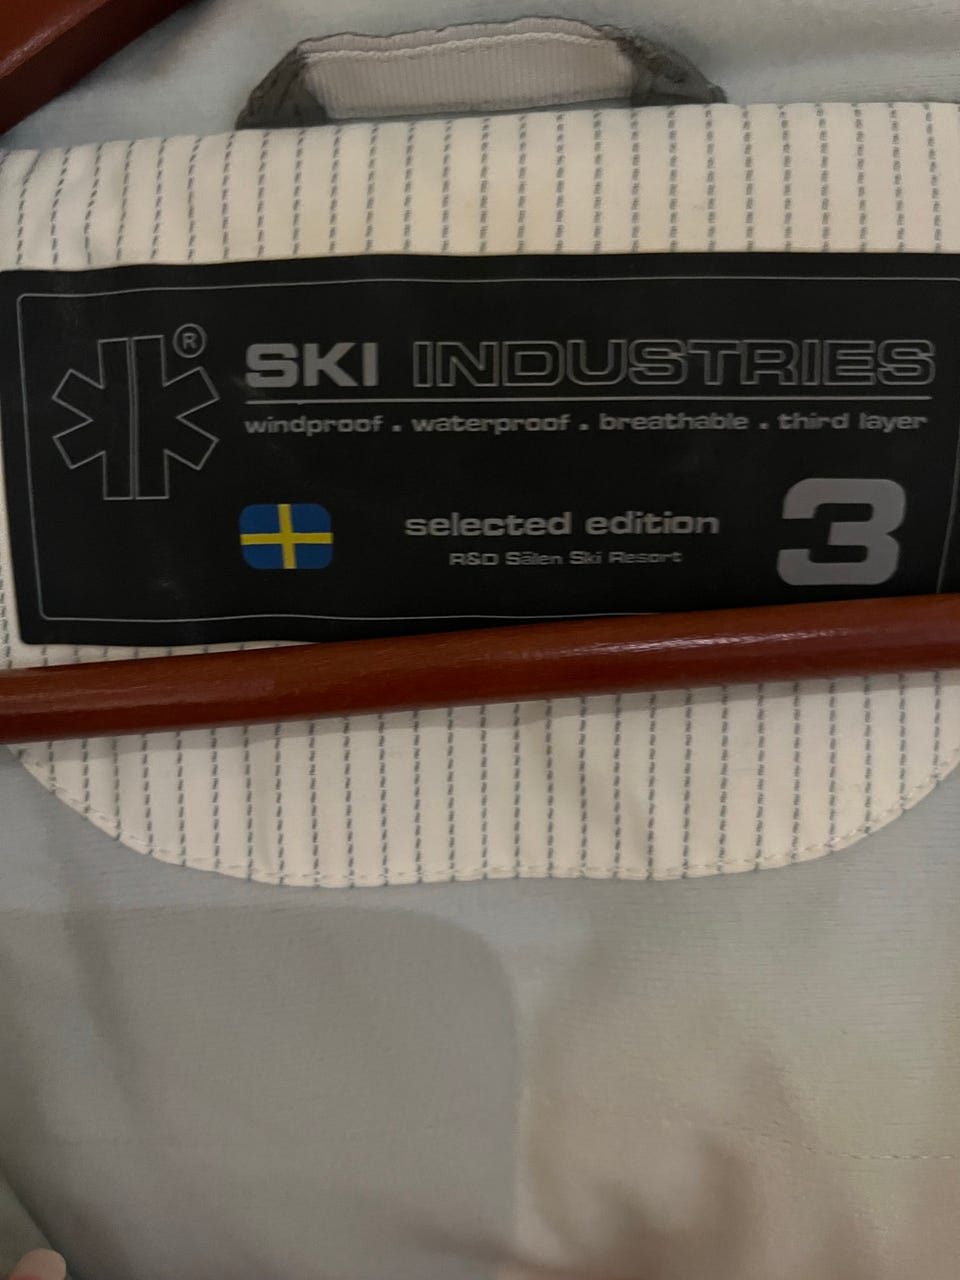 ®
SKI INDUSTRIES
windproof . waterproof . breathable . third layer
selected edition
R&D Sälen Ski Resort
3